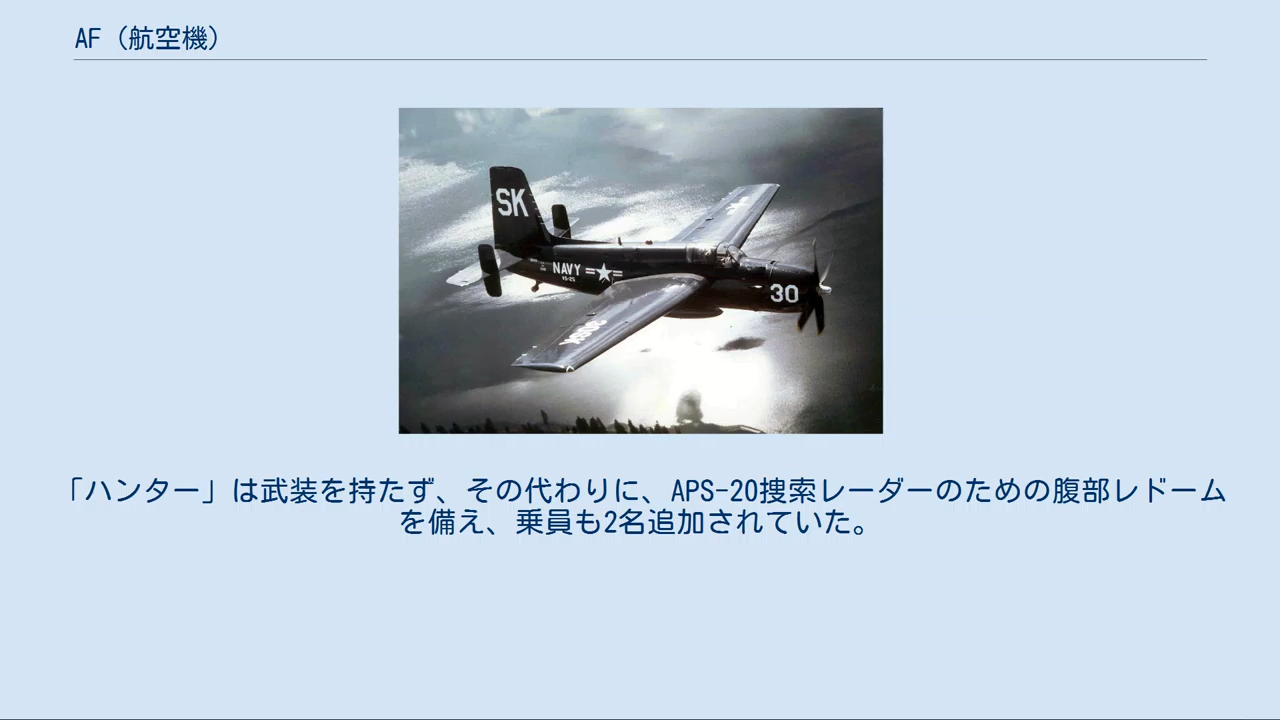 AF（航空機）
SK
NAVY
30
「ハンター」は武装を持たず、その代わりに、APS-20捜索レーダーのための腹部レドーム
を備え、乗員も2名追加されていた。